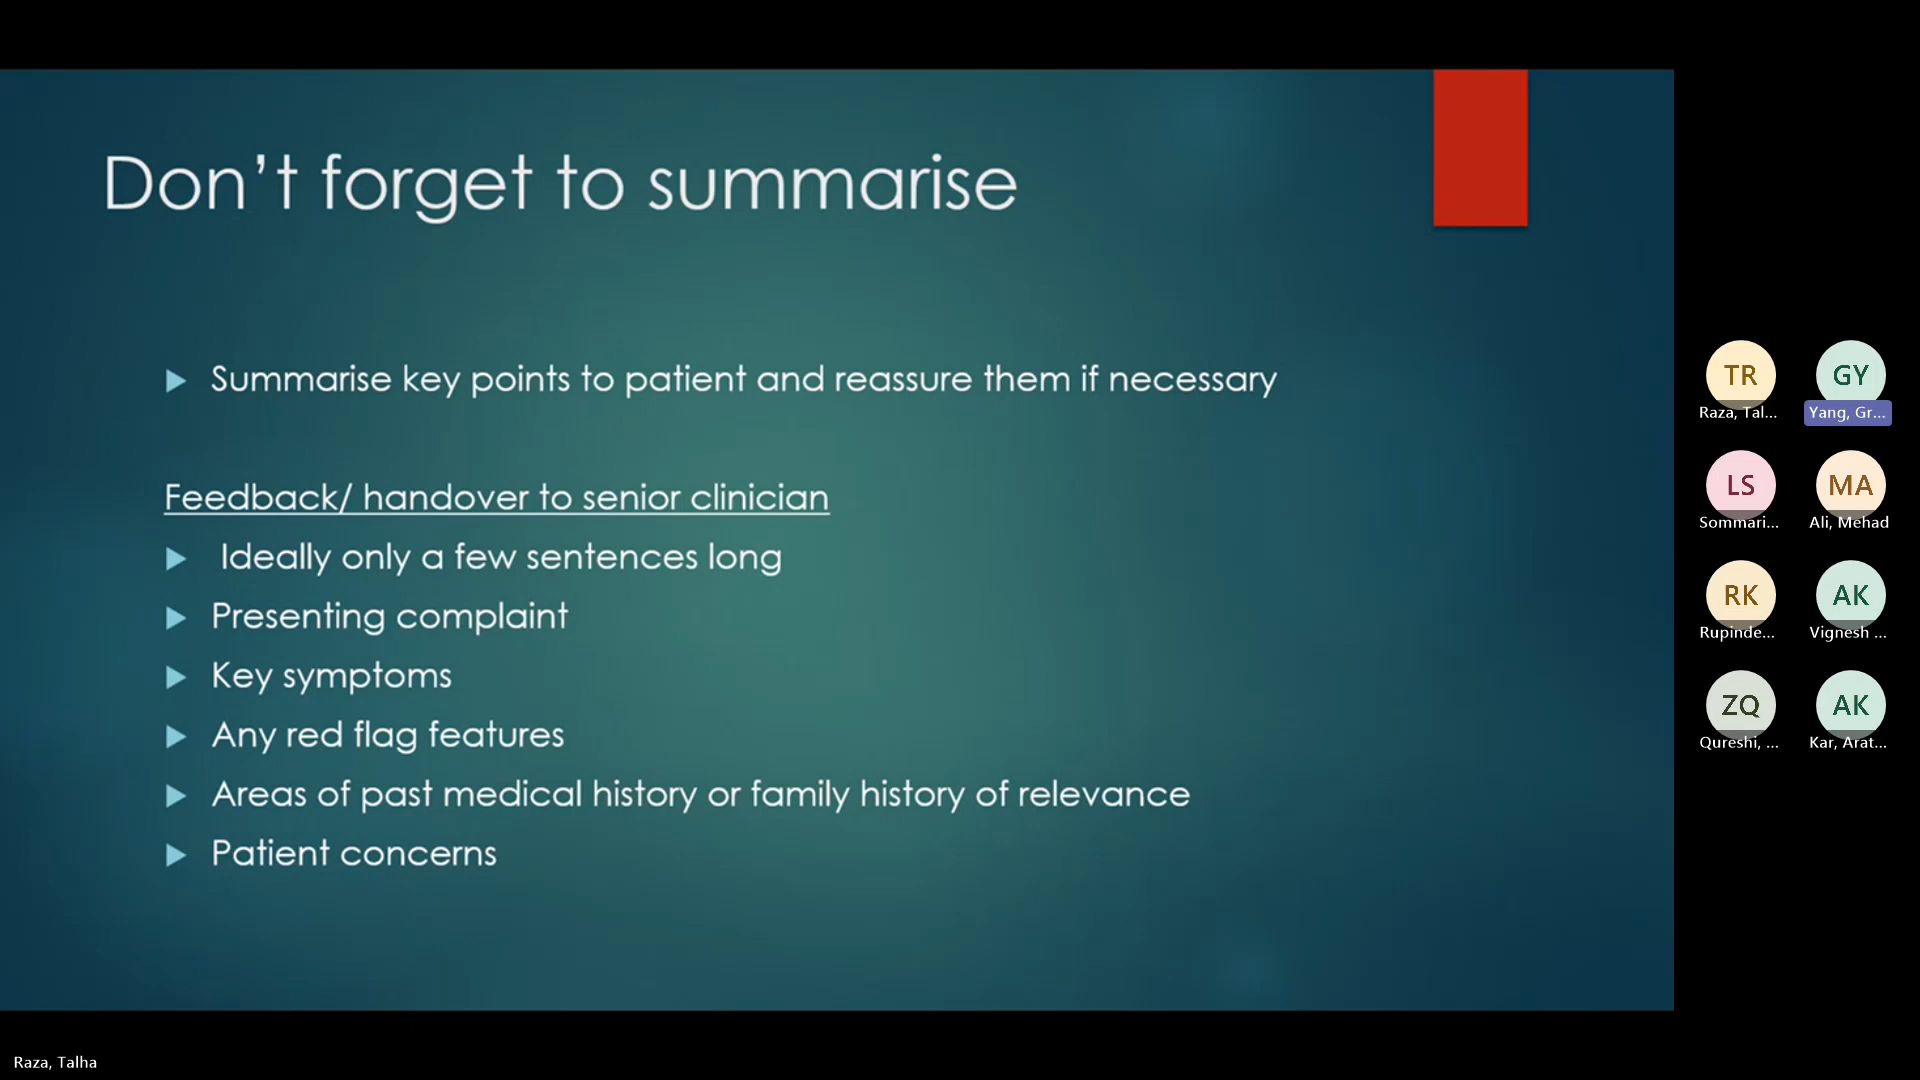 Don’t forget to summarise
Summarise key points to patient and reassure them if necessary
Feedback/ handover to senior clinician
Ideally only a few sentences long
Presenting complaint
Key symptoms
Any red flag features
Areas of past medical history or family history of relevance
Patient concerns
TR
GY
Raza, Tal...
Yang, Gr...
LS
MA
Sommari...
Ali, Mehad
RK
AK
Rupinde...
Vignesh ...
ZQ
AK
Qureshi, ...
Kar, Arat...
Raza, Talha